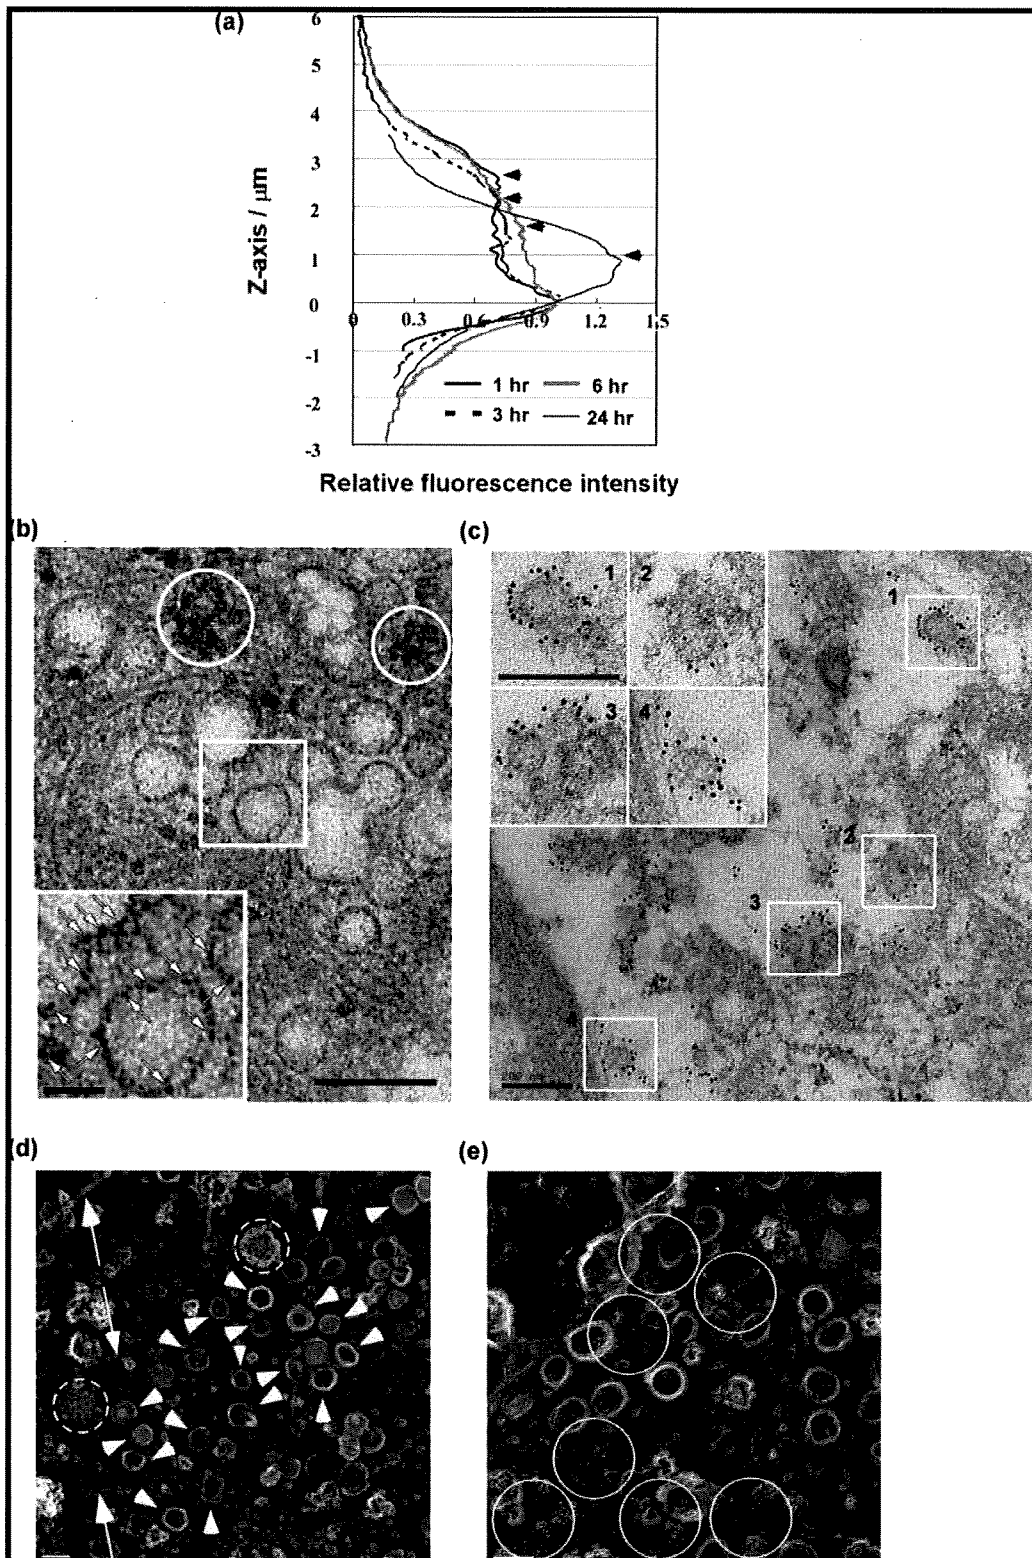 (a)
6
5
4
3
2
1
0
-1
-2
-3
Z-axis / μm
0 0.3 0.6 0.9 1.2 1.5
1 hr 6 hr
3 hr 24 hr
Relative fluorescence intensity
(b)
(c)
1 2
3 4
1
2
3
(d)
(e)